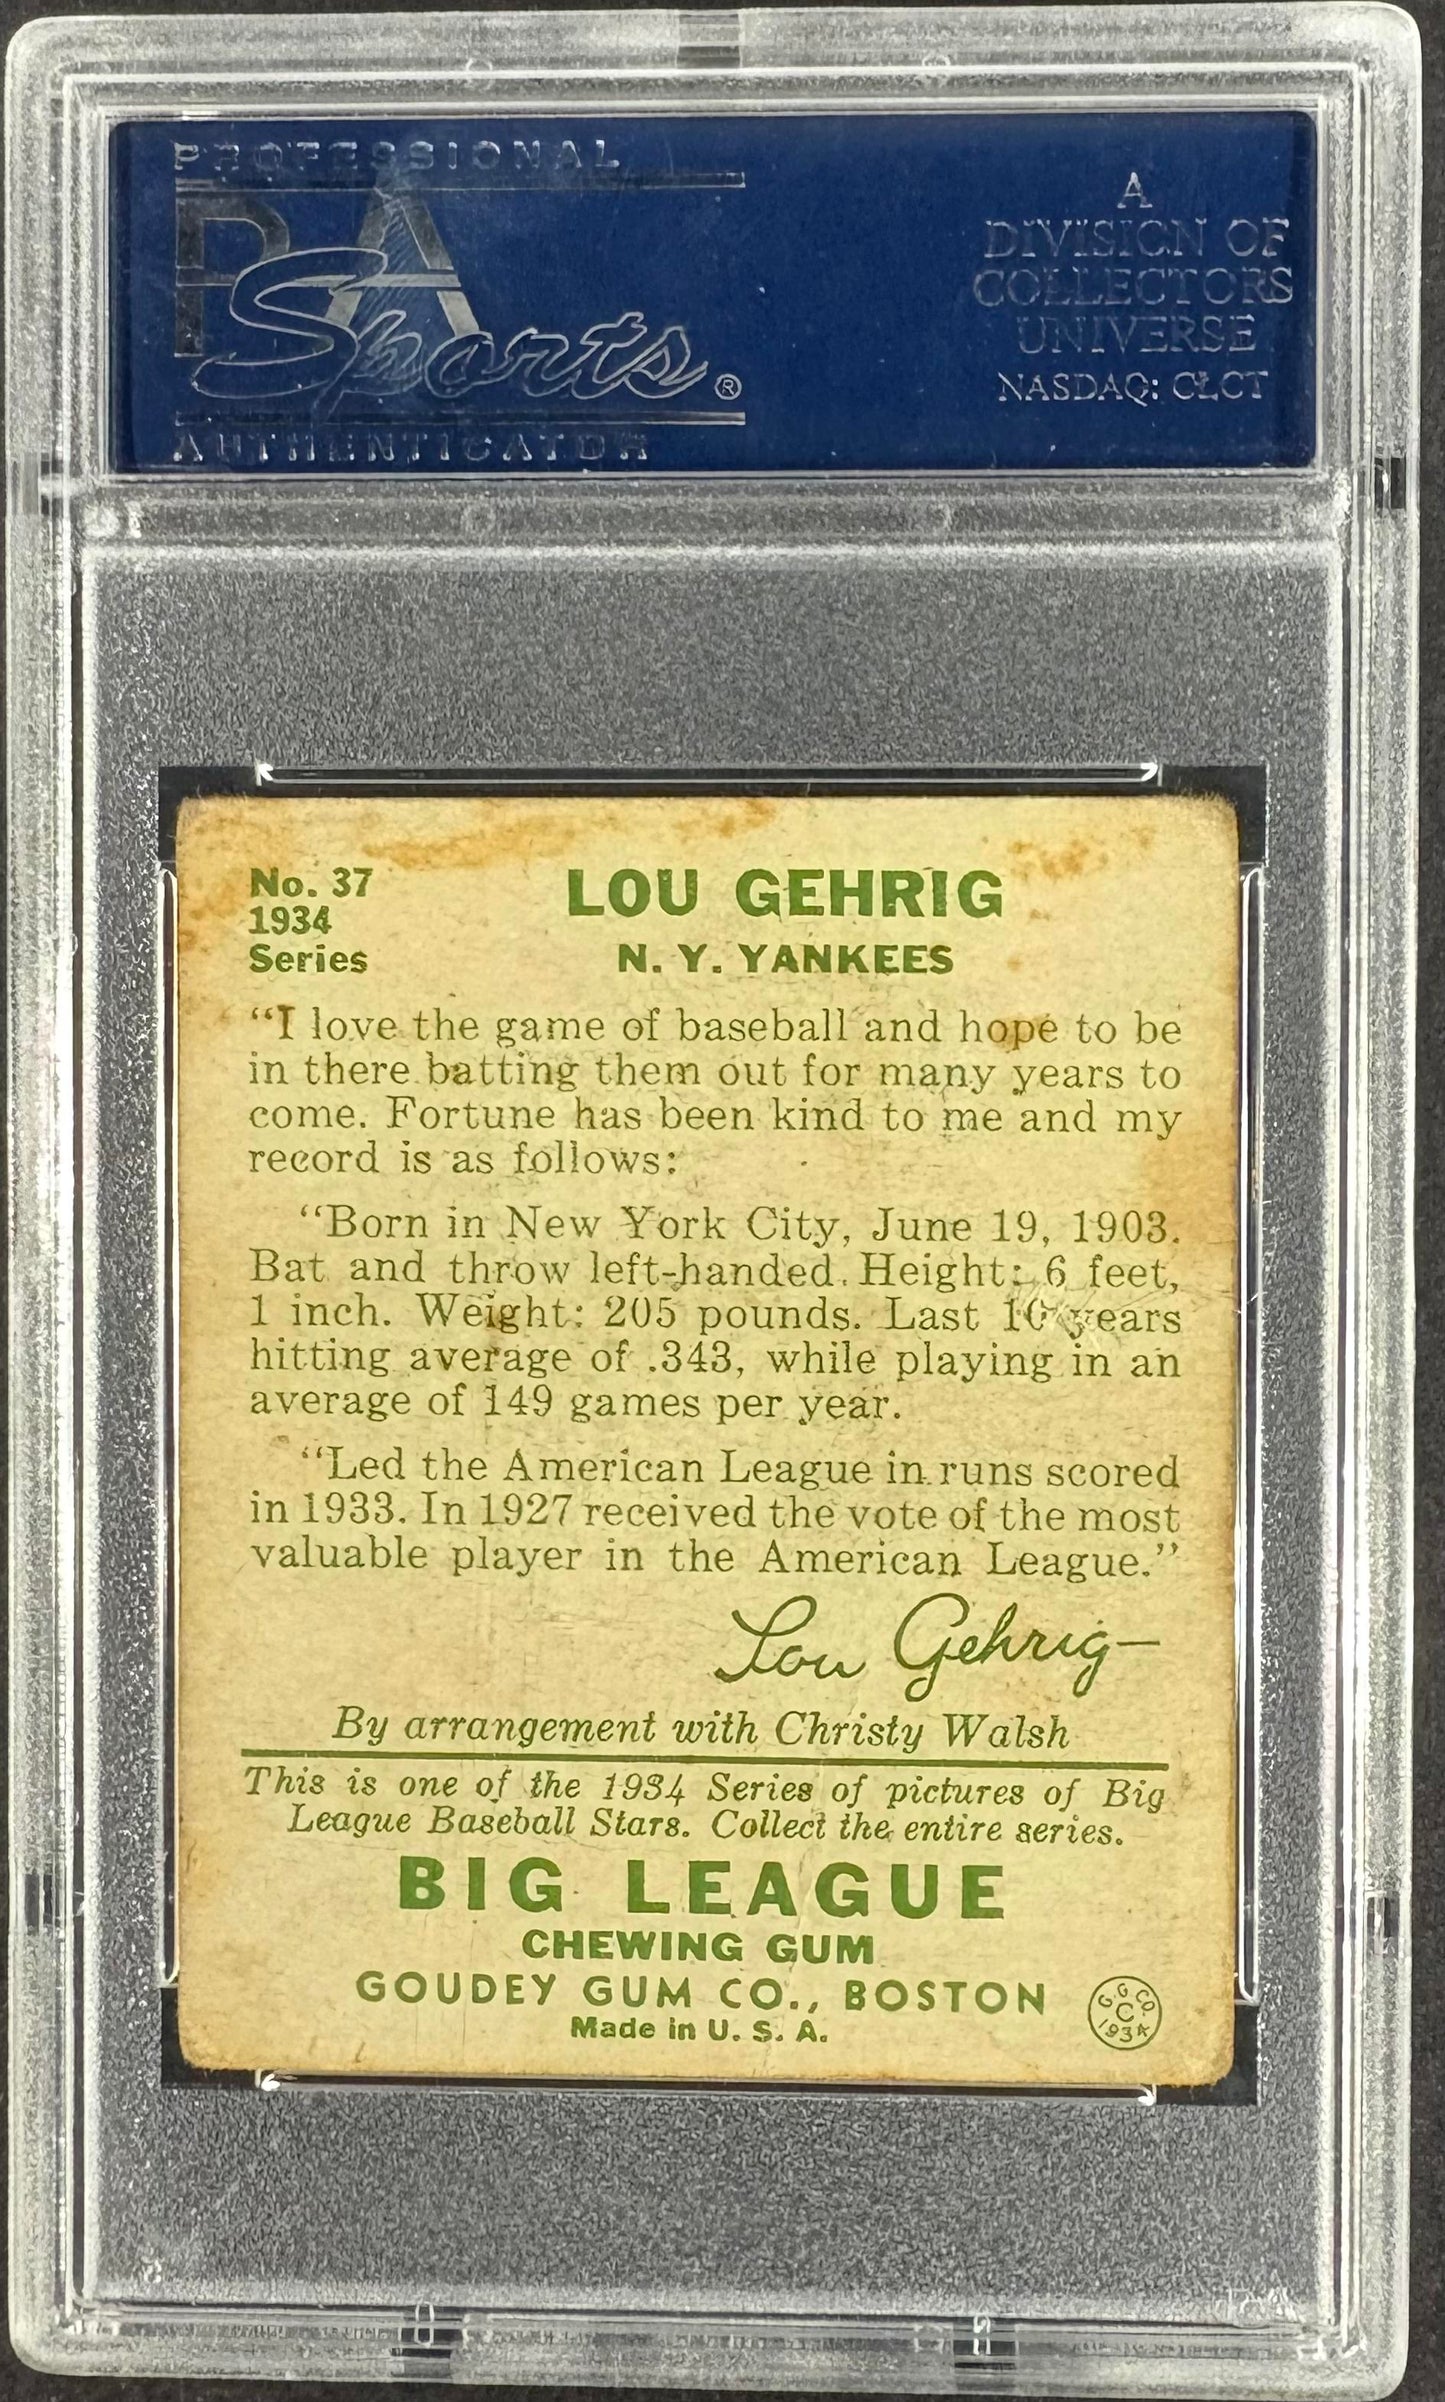 PROFESSIONAL
PSA
Sports®
AUTHENTICATOR
A
DIVISION OF
COLLECTORS
UNIVERSE
NASDAQ: CLCT
No. 37
1934
Series
LOU GEHRIG
N. Y. YANKEES
“I love the game of baseball and hope to be
in there batting them out for many years to
come. Fortune has been kind to me and my
record is as follows:
“Born in New York City, June 19, 1903.
Bat and throw left-handed. Height: 6 feet,
1 inch. Weight: 205 pounds. Last 10 years
hitting average of .343, while playing in an
average of 149 games per year.
“Led the American League in runs scored
in 1933. In 1927 received the vote of the most
valuable player in the American League.”
Lou Gehrig—
By arrangement with Christy Walsh
This is one of the 1934 Series of pictures of Big
League Baseball Stars. Collect the entire series.
BIG LEAGUE
CHEWING GUM
GOUDEY GUM CO., BOSTON
Made in U. S. A.
G. G. CO.
C
1934